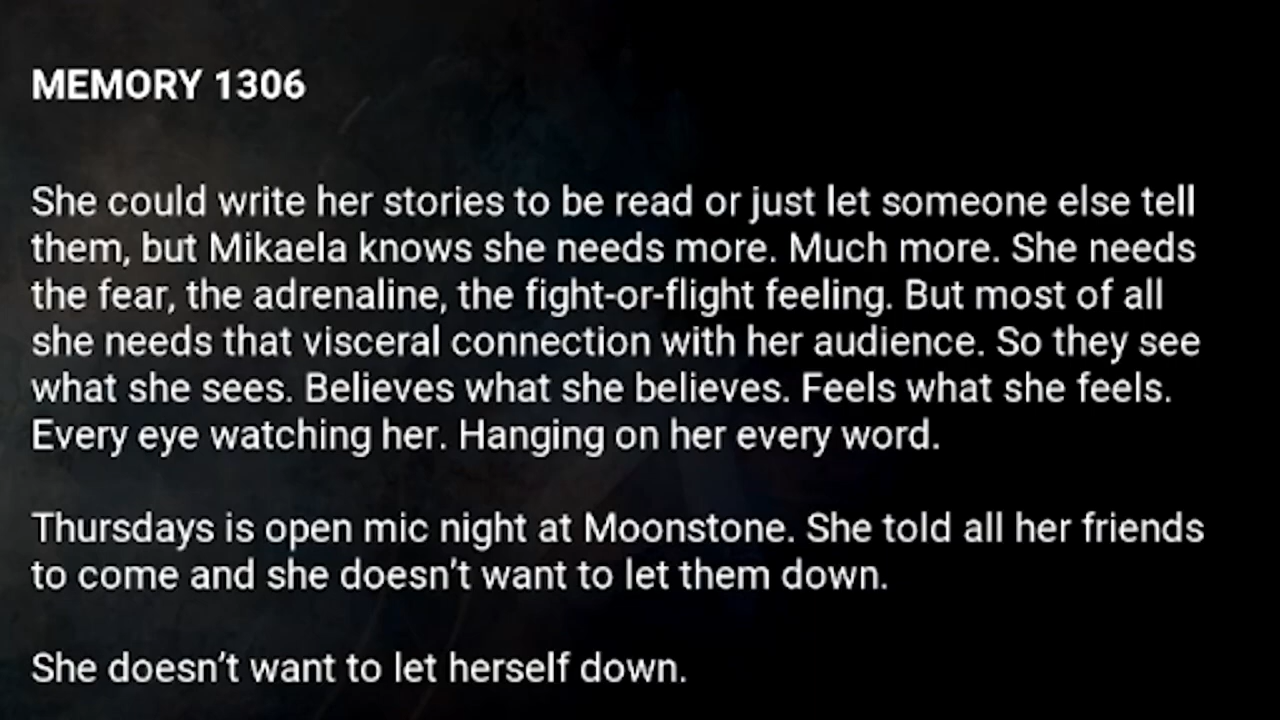 MEMORY 1306
She could write her stories to be read or just let someone else tell
them, but Mikaela knows she needs more. Much more. She needs
the fear, the adrenaline, the fight-or-flight feeling. But most of all
she needs that visceral connection with her audience. So they see
what she sees. Believes what she believes. Feels what she feels.
Every eye watching her. Hanging on her every word.
Thursdays is open mic night at Moonstone. She told all her friends
to come and she doesn’t want to let them down.
She doesn’t want to let herself down.